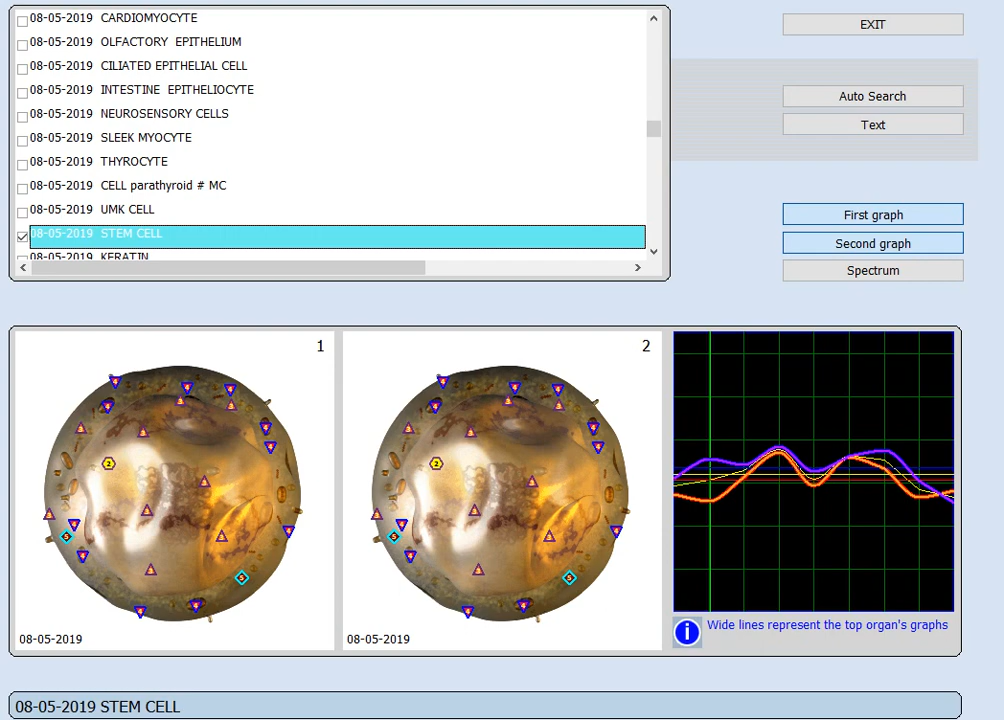 08-05-2019 CARDIOMYOCYTE
08-05-2019 OLFACTORY EPITHELIUM
08-05-2019 CILIATED EPITHELIAL CELL
08-05-2019 INTESTINE EPITHELIOCYTE
08-05-2019 NEUROSENSORY CELLS
08-05-2019 SLEEK MYOCYTE
08-05-2019 THYROCYTE
08-05-2019 CELL parathyroid # MC
08-05-2019 UMK CELL
08-05-2019 STEM CELL
08-05-2019 KERATIN
EXIT
Auto Search
Text
First graph
Second graph
Spectrum
1
2
08-05-2019
08-05-2019
Wide lines represent the top organ's graphs
08-05-2019 STEM CELL